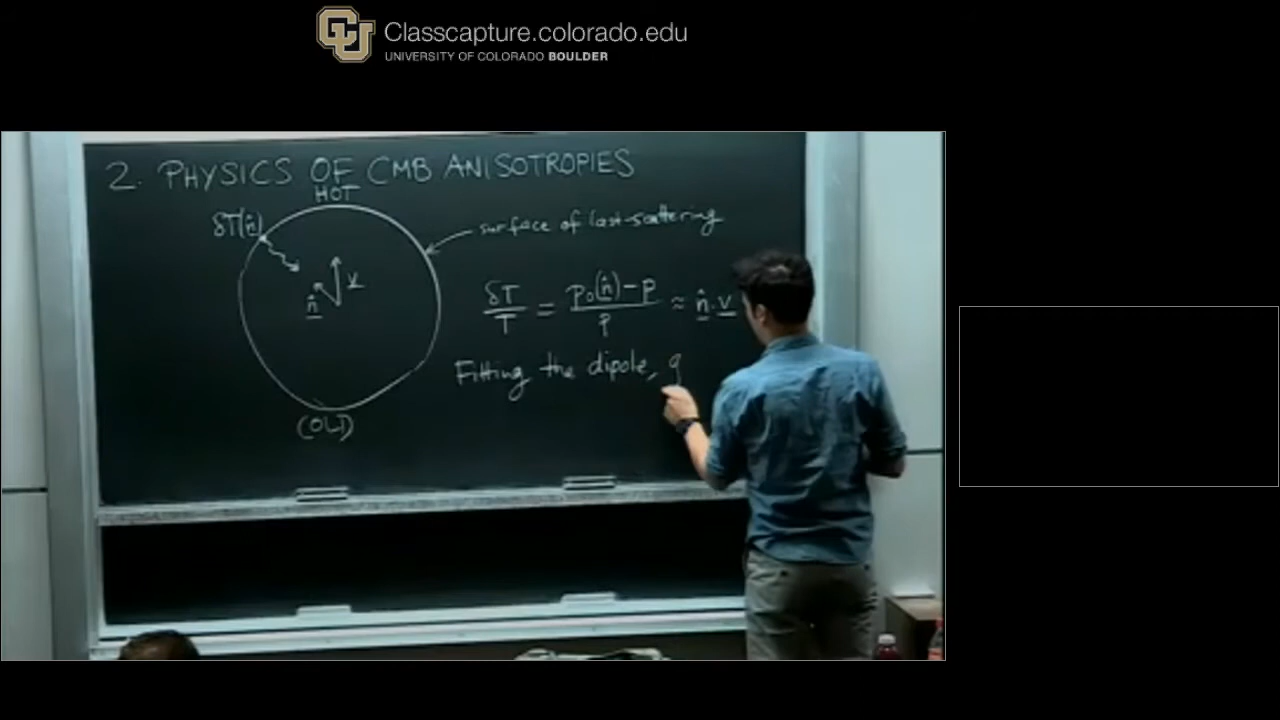 Classcapture.colorado.edu
UNIVERSITY OF COLORADO BOULDER
2. PHYSICS OF CMB ANISOTROPIES
HOT
δT(n̂)
surface of last-scattering
v
n̂
δT/T = (p₀(n̂) − p)/p ≈ n̂·v
Fitting the dipole, g
COLD